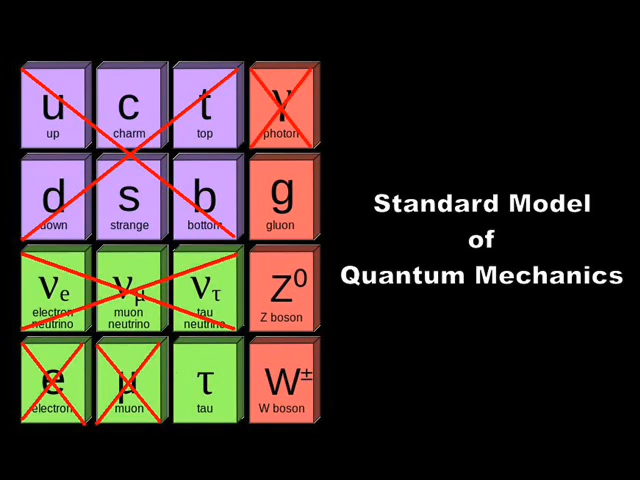 u c t γ
up charm top photon
d s b g
down strange bottom gluon
νe νμ ντ Z⁰
electron neutrino muon neutrino tau neutrino Z boson
e μ τ W±
electron muon tau W boson
Standard Model
of
Quantum Mechanics